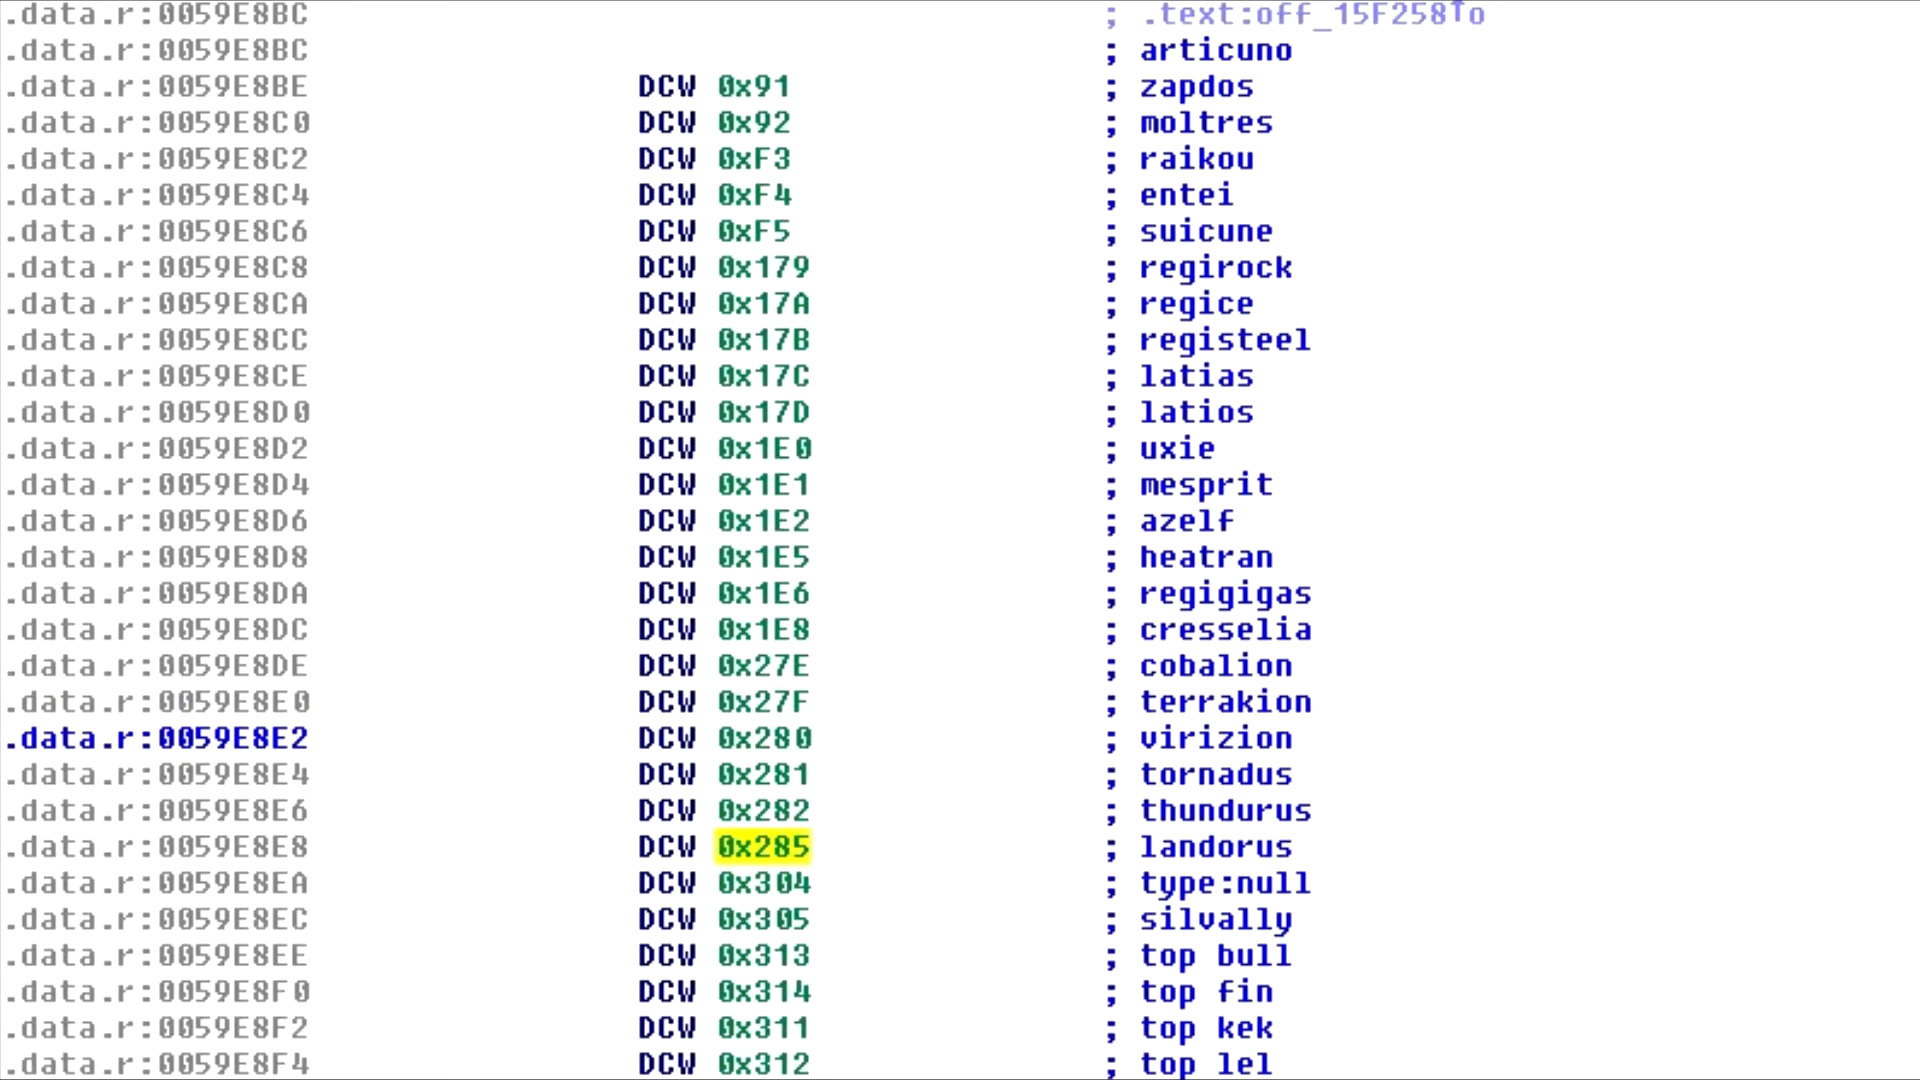 .data.r:0059E8BC ; .text:off_15F258↑o
.data.r:0059E8BC ; articuno
.data.r:0059E8BE DCW 0x91 ; zapdos
.data.r:0059E8C0 DCW 0x92 ; moltres
.data.r:0059E8C2 DCW 0xF3 ; raikou
.data.r:0059E8C4 DCW 0xF4 ; entei
.data.r:0059E8C6 DCW 0xF5 ; suicune
.data.r:0059E8C8 DCW 0x179 ; regirock
.data.r:0059E8CA DCW 0x17A ; regice
.data.r:0059E8CC DCW 0x17B ; registeel
.data.r:0059E8CE DCW 0x17C ; latias
.data.r:0059E8D0 DCW 0x17D ; latios
.data.r:0059E8D2 DCW 0x1E0 ; uxie
.data.r:0059E8D4 DCW 0x1E1 ; mesprit
.data.r:0059E8D6 DCW 0x1E2 ; azelf
.data.r:0059E8D8 DCW 0x1E5 ; heatran
.data.r:0059E8DA DCW 0x1E6 ; regigigas
.data.r:0059E8DC DCW 0x1E8 ; cresselia
.data.r:0059E8DE DCW 0x27E ; cobalion
.data.r:0059E8E0 DCW 0x27F ; terrakion
.data.r:0059E8E2 DCW 0x280 ; virizion
.data.r:0059E8E4 DCW 0x281 ; tornadus
.data.r:0059E8E6 DCW 0x282 ; thundurus
.data.r:0059E8E8 DCW 0x285 ; landorus
.data.r:0059E8EA DCW 0x304 ; type:null
.data.r:0059E8EC DCW 0x305 ; silvally
.data.r:0059E8EE DCW 0x313 ; top bull
.data.r:0059E8F0 DCW 0x314 ; top fin
.data.r:0059E8F2 DCW 0x311 ; top kek
.data.r:0059E8F4 DCW 0x312 ; top lel